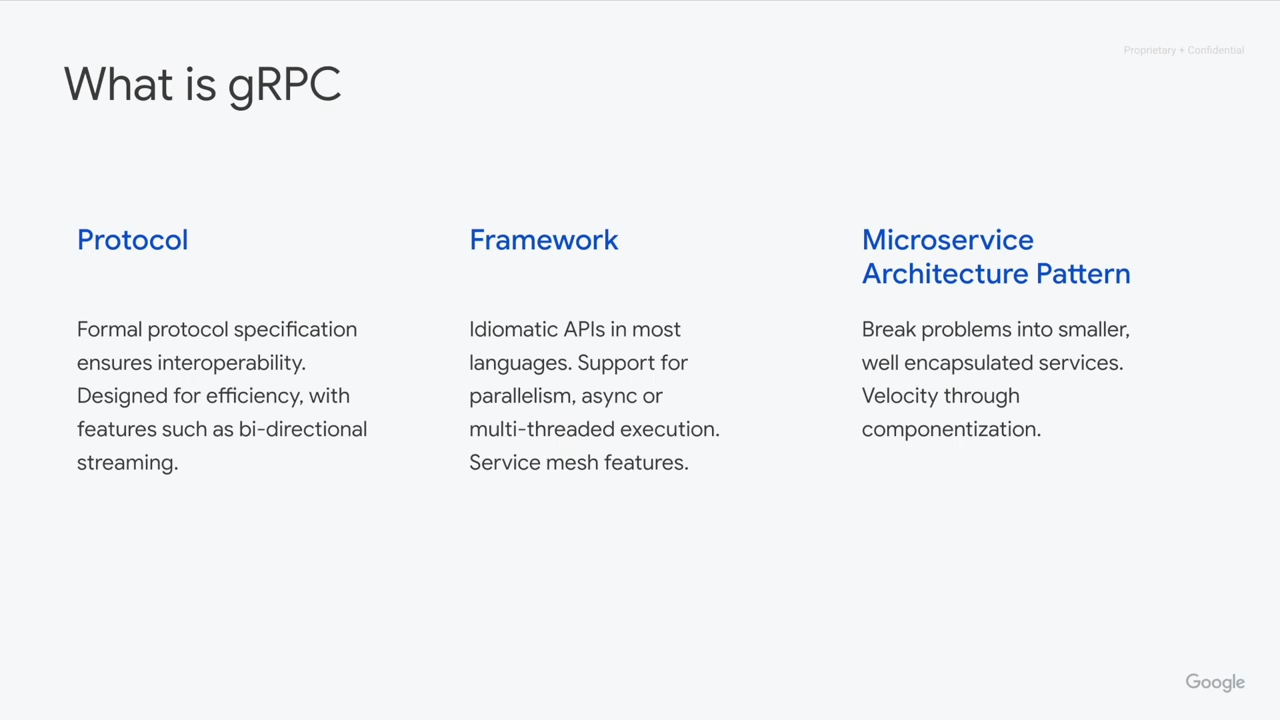 Proprietary + Confidential
What is gRPC
Protocol
Formal protocol specification
ensures interoperability.
Designed for efficiency, with
features such as bi-directional
streaming.
Framework
Idiomatic APIs in most
languages. Support for
parallelism, async or
multi-threaded execution.
Service mesh features.
Microservice
Architecture Pattern
Break problems into smaller,
well encapsulated services.
Velocity through
componentization.
Google